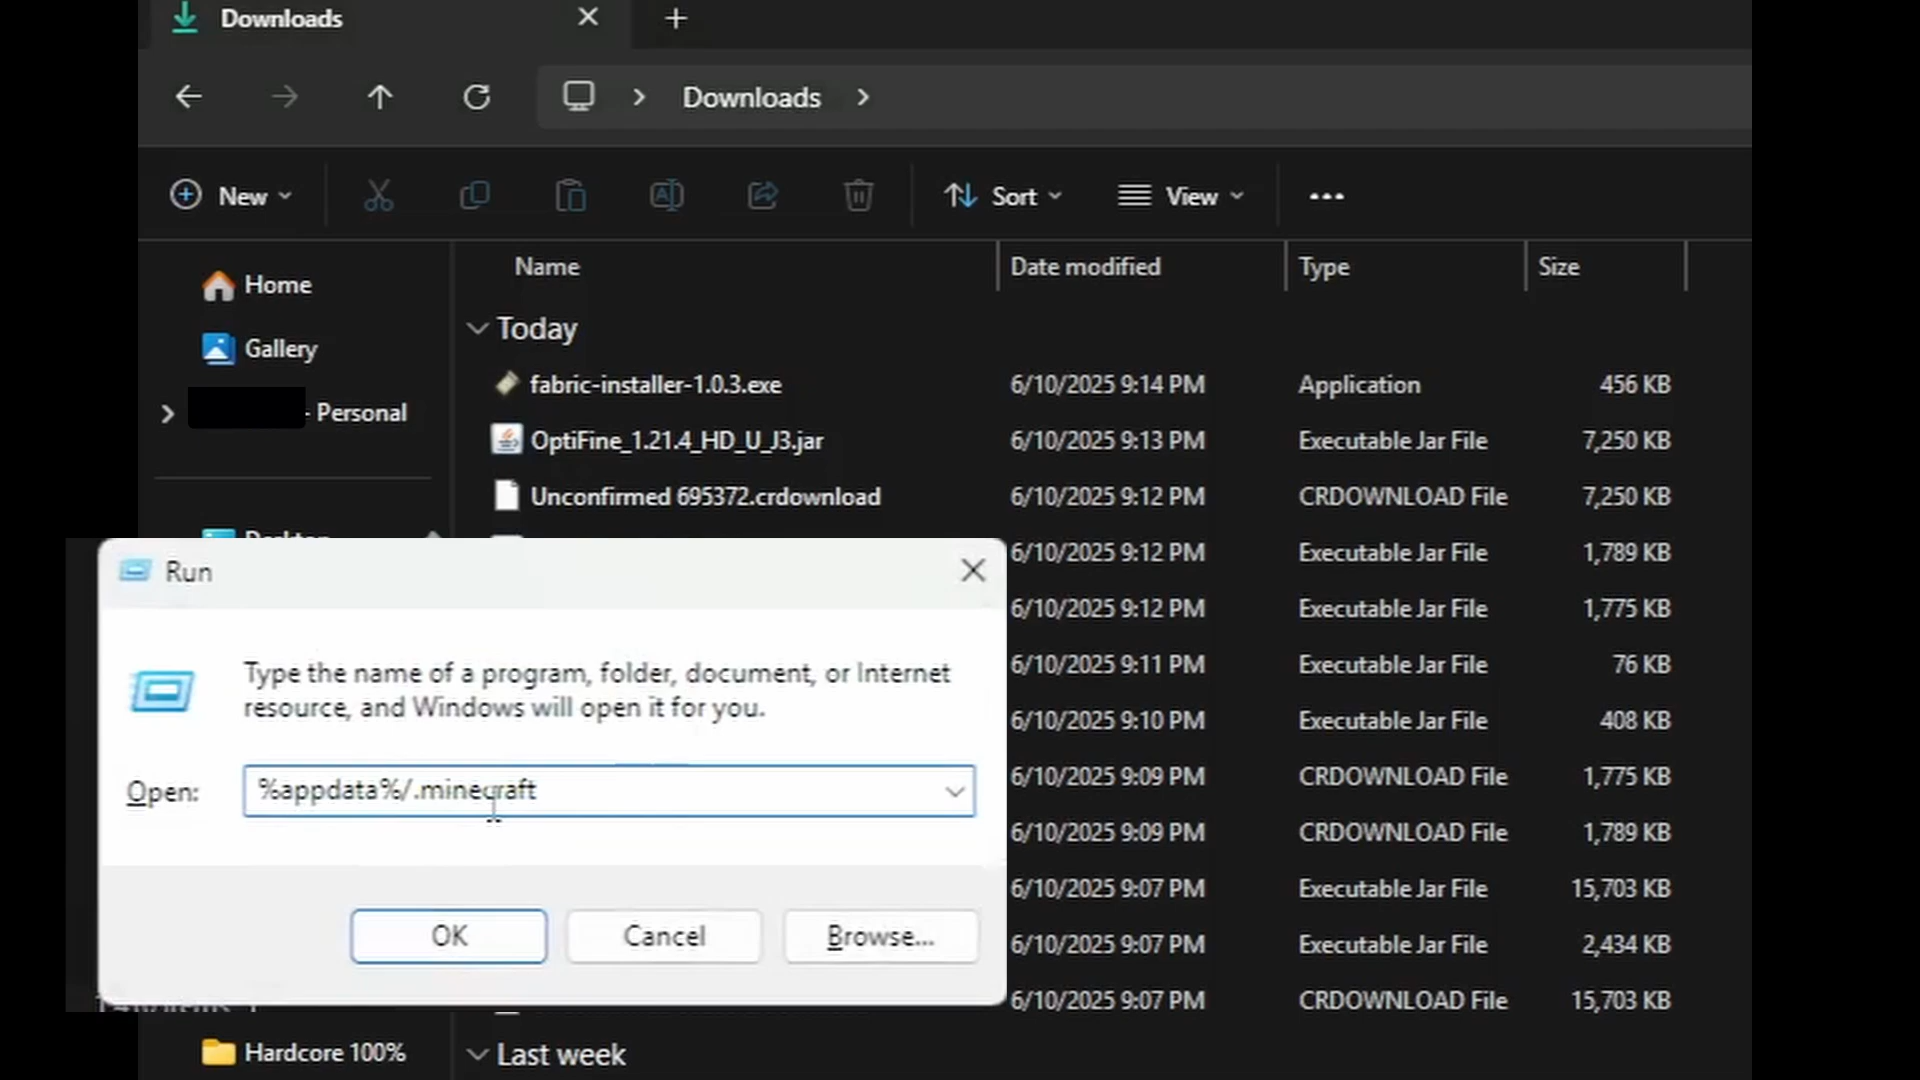 Downloads
Downloads
New
Sort
View
Name
Date modified
Type
Size
Home
Gallery
- Personal
Today
fabric-installer-1.0.3.exe
6/10/2025 9:14 PM
Application
456 KB
OptiFine_1.21.4_HD_U_J3.jar
6/10/2025 9:13 PM
Executable Jar File
7,250 KB
Unconfirmed 695372.crdownload
6/10/2025 9:12 PM
CRDOWNLOAD File
7,250 KB
Desktop
6/10/2025 9:12 PM
Executable Jar File
1,789 KB
6/10/2025 9:12 PM
Executable Jar File
1,775 KB
6/10/2025 9:11 PM
Executable Jar File
76 KB
6/10/2025 9:10 PM
Executable Jar File
408 KB
6/10/2025 9:09 PM
CRDOWNLOAD File
1,775 KB
6/10/2025 9:09 PM
CRDOWNLOAD File
1,789 KB
6/10/2025 9:07 PM
Executable Jar File
15,703 KB
6/10/2025 9:07 PM
Executable Jar File
2,434 KB
6/10/2025 9:07 PM
CRDOWNLOAD File
15,703 KB
Run
Type the name of a program, folder, document, or Internet
resource, and Windows will open it for you.
Open:
%appdata%/.minecraft
OK
Cancel
Browse...
Hardcore 100%
Last week